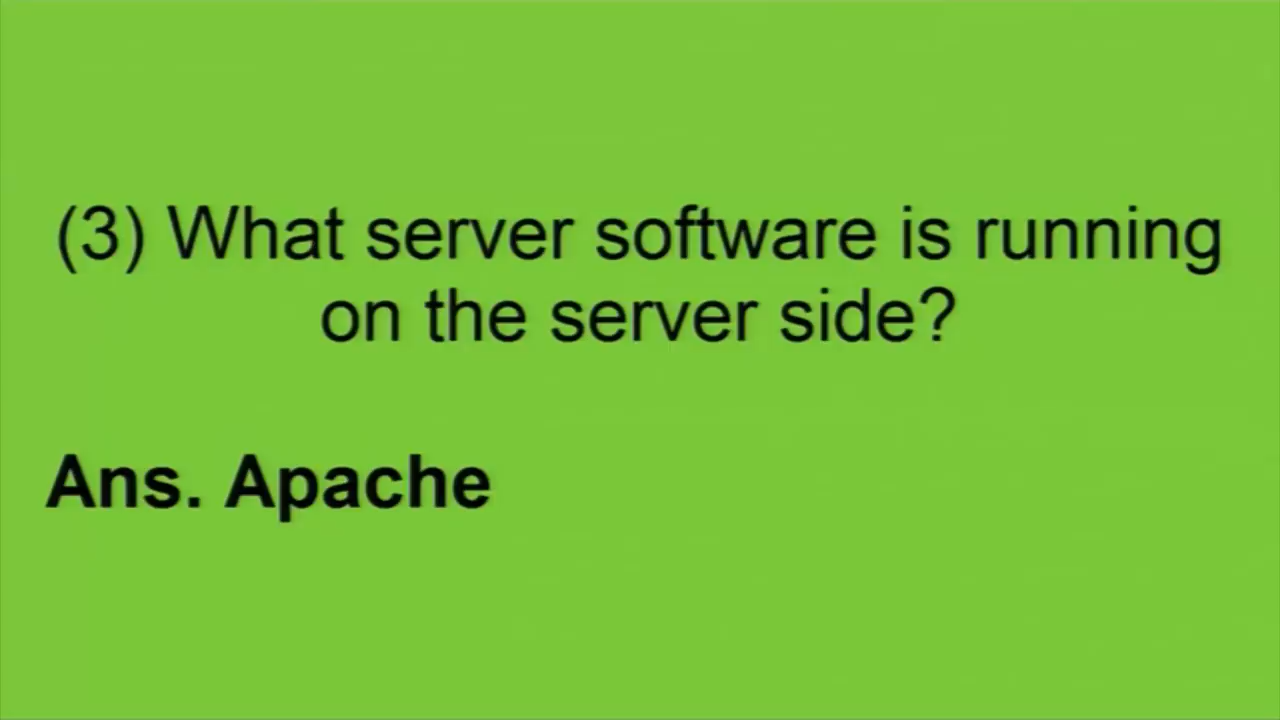 (3) What server software is running
on the server side?
Ans. Apache